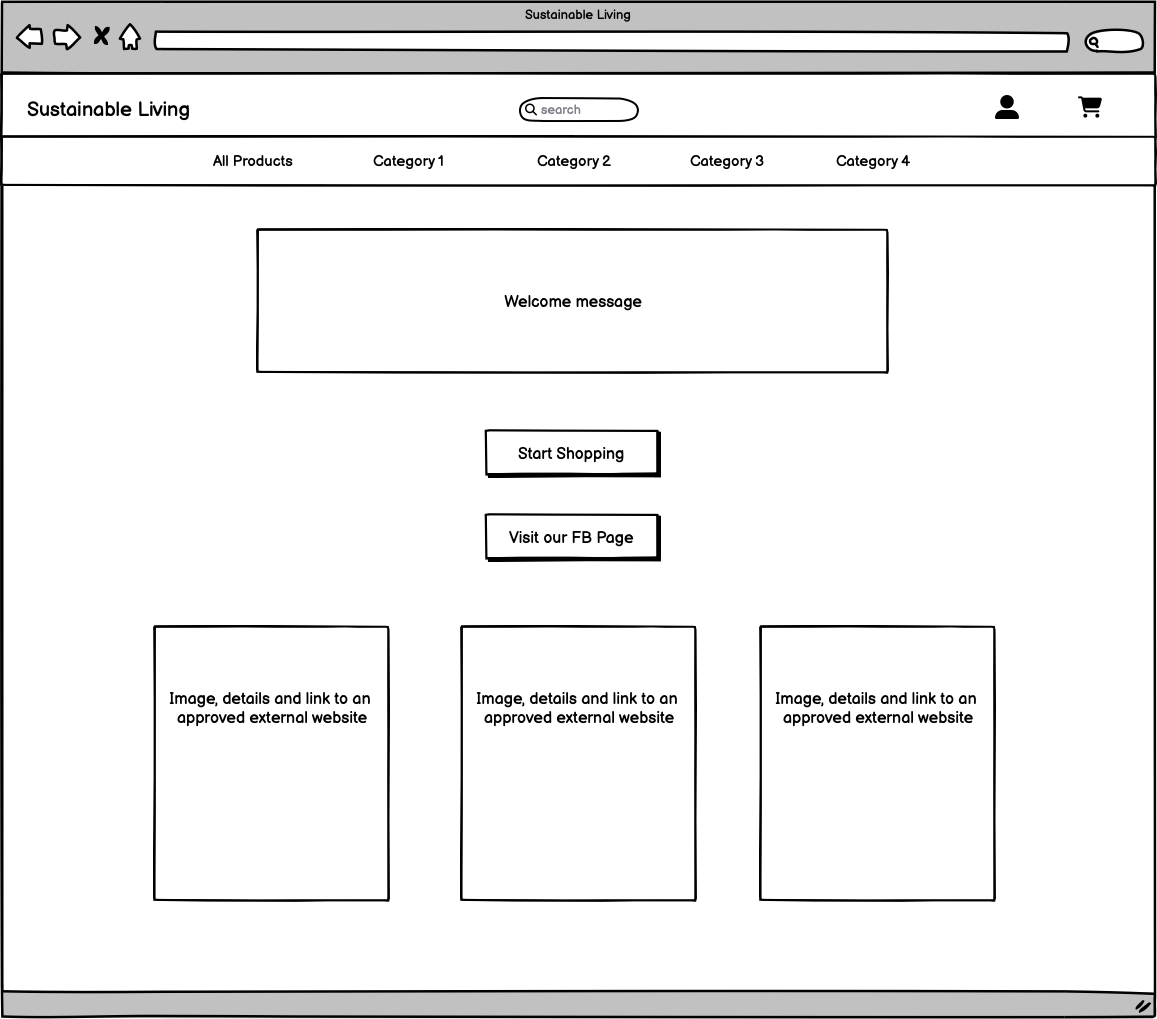 Sustainable Living
Sustainable Living
search
All Products
Category 1
Category 2
Category 3
Category 4
Welcome message
Start Shopping
Visit our FB Page
Image, details and link to an
approved external website
Image, details and link to an
approved external website
Image, details and link to an
approved external website